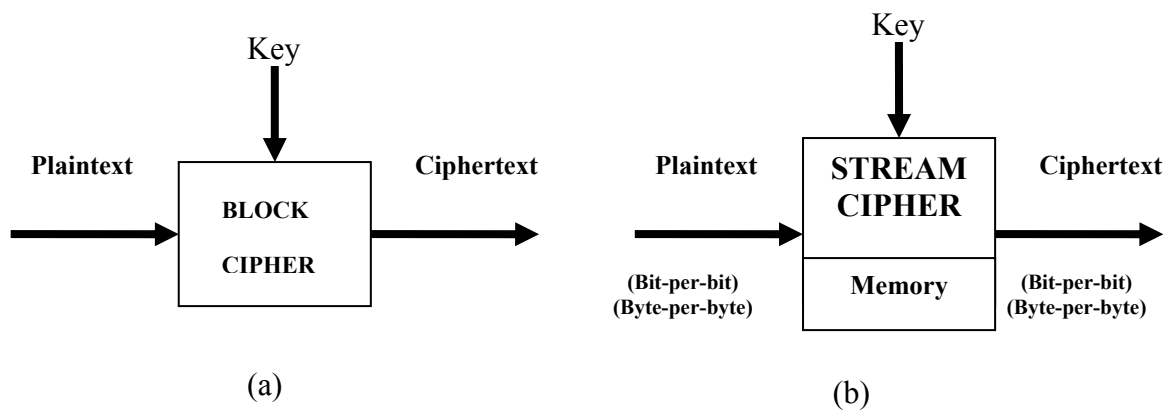 Key
Plaintext
BLOCK
CIPHER
Ciphertext
(a)
Key
Plaintext
(Bit-per-bit)
(Byte-per-byte)
STREAM
CIPHER
Memory
Ciphertext
(Bit-per-bit)
(Byte-per-byte)
(b)